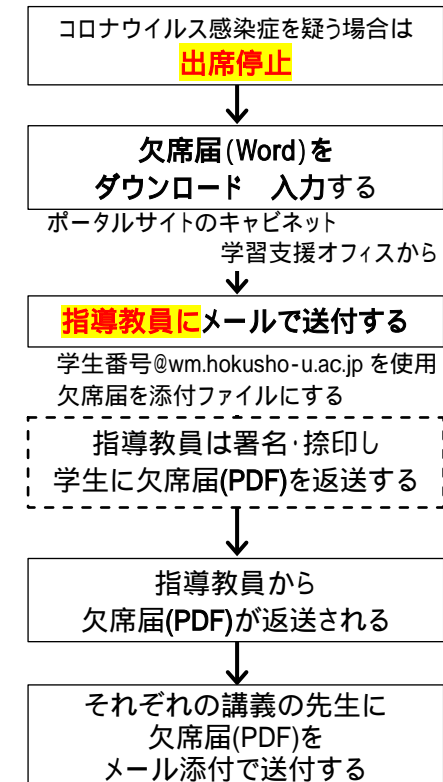 コロナウイルス感染症を疑う場合は
出席停止
欠席届(Word)を
ダウンロード　入力する
ポータルサイトのキャビネット
学習支援オフィスから
指導教員にメールで送付する
学生番号@wm.hokusho-u.ac.jp を使用
欠席届を添付ファイルにする
指導教員は署名・捺印し
学生に欠席届(PDF)を返送する
指導教員から
欠席届(PDF)が返送される
それぞれの講義の先生に
欠席届(PDF)を
メール添付で送付する